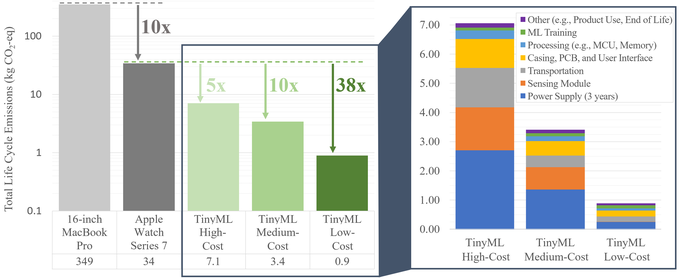 Total Life Cycle Emissions (kg CO2-eq)
100
10
1
0.1
10x
5x
10x
38x
16-inch
MacBook
Pro
Apple
Watch
Series 7
TinyML
High-
Cost
TinyML
Medium-
Cost
TinyML
Low-
Cost
349
34
7.1
3.4
0.9
7.00
6.00
5.00
4.00
3.00
2.00
1.00
0.00
Other (e.g., Product Use, End of Life)
ML Training
Processing (e.g., MCU, Memory)
Casing, PCB, and User Interface
Transportation
Sensing Module
Power Supply (3 years)
TinyML
High-Cost
TinyML
Medium-Cost
TinyML
Low-Cost